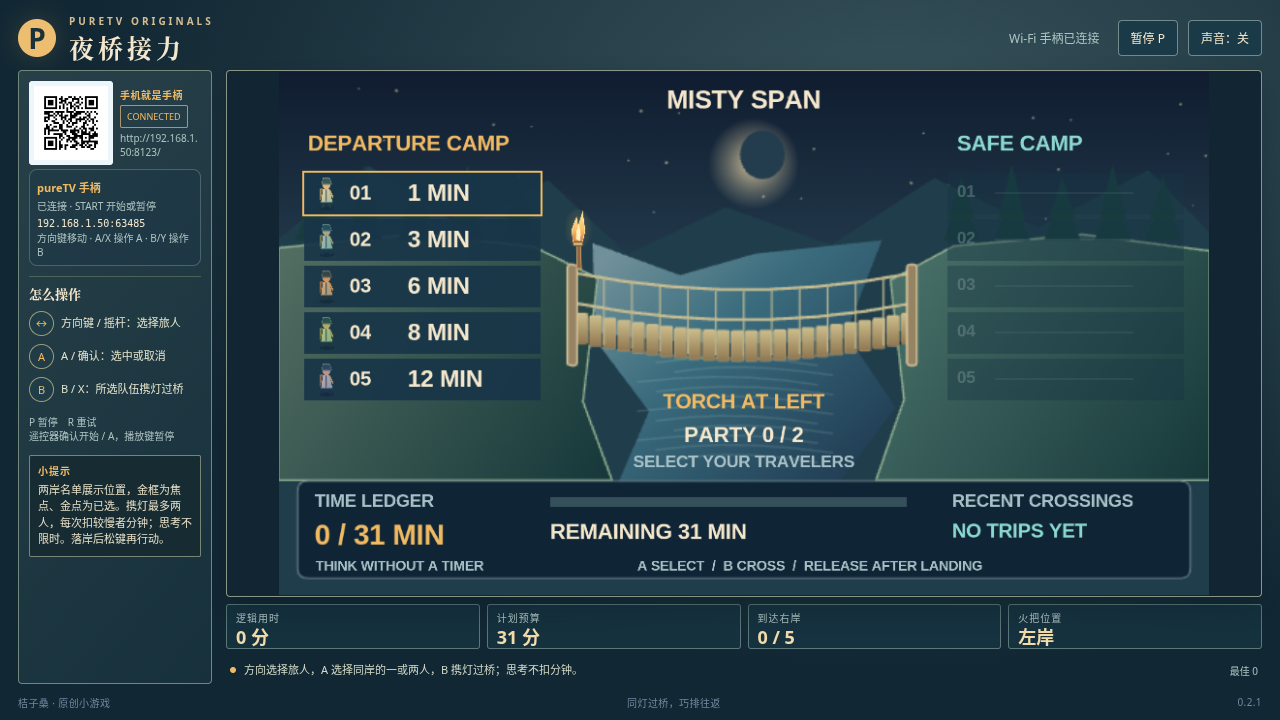 P
PURETV ORIGINALS
夜桥接力
Wi-Fi 手柄已连接
暂停 P
声音：关
手机就是手柄
CONNECTED
http://192.168.1.
50:8123/
pureTV 手柄
已连接 · START 开始或暂停
192.168.1.50:63485
方向键移动 · A/X 操作 A · B/Y 操作
B
怎么操作
↔ 方向键 / 摇杆：选择旅人
A A / 确认：选中或取消
B B / X：所选队伍携灯过桥
P 暂停 R 重试
遥控器确认开始 / A，播放键暂停
小提示
两岸名单展示位置，金框为焦
点、金点为已选。携灯最多两
人，每次扣较慢者分钟；思考不
限时。落岸后松键再行动。
MISTY SPAN
DEPARTURE CAMP
01 1 MIN
02 3 MIN
03 6 MIN
04 8 MIN
05 12 MIN
SAFE CAMP
01
02
03
04
05
TORCH AT LEFT
PARTY 0 / 2
SELECT YOUR TRAVELERS
TIME LEDGER
0 / 31 MIN
THINK WITHOUT A TIMER
REMAINING 31 MIN
A SELECT / B CROSS / RELEASE AFTER LANDING
RECENT CROSSINGS
NO TRIPS YET
逻辑用时
0 分
计划预算
31 分
到达右岸
0 / 5
火把位置
左岸
方向选择旅人，A 选择同岸的一或两人，B 携灯过桥；思考不扣分钟。
最佳 0
桔子桑 · 原创小游戏
同灯过桥，巧排往返
0.2.1